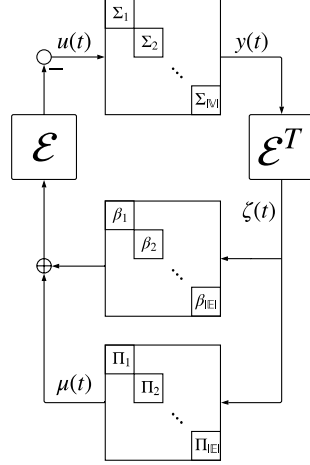 Σ₁
u(t) Σ₂ y(t)
⋱
Σ|𝕍|
−
ℰ ℰᵀ
ζ(t)
β₁
β₂
⋱
β|𝔼|
Π₁
μ(t) Π₂
⋱
Π|𝔼|